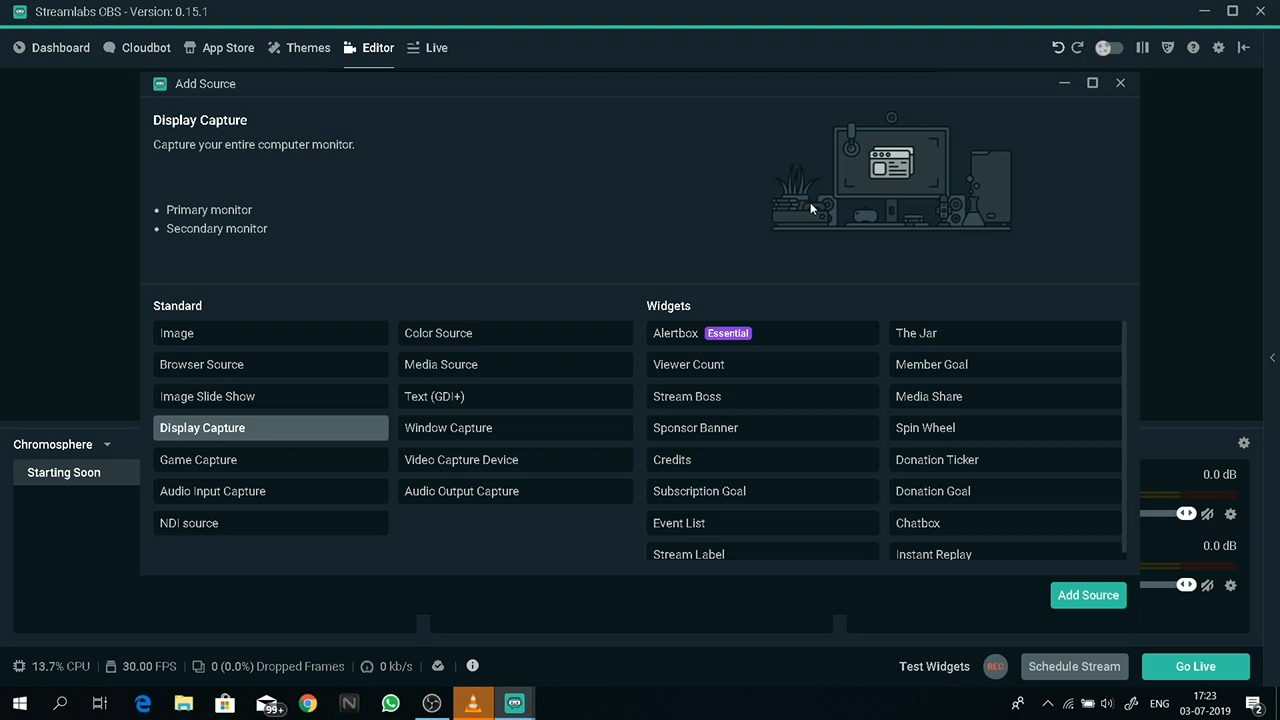 Streamlabs OBS - Version: 0.15.1
Dashboard Cloudbot App Store Themes Editor Live
Add Source
Display Capture
Capture your entire computer monitor.
• Primary monitor
• Secondary monitor
Standard Widgets
Image Color Source Alertbox Essential The Jar
Browser Source Media Source Viewer Count Member Goal
Image Slide Show Text (GDI+) Stream Boss Media Share
Display Capture Window Capture Sponsor Banner Spin Wheel
Chromosphere
Game Capture Video Capture Device Credits Donation Ticker
Starting Soon 0.0 dB
Audio Input Capture Audio Output Capture Subscription Goal Donation Goal
NDI source Event List Chatbox
0.0 dB
Stream Label Instant Replay
Add Source
13.7% CPU 30.00 FPS 0 (0.0%) Dropped Frames 0 kb/s Test Widgets REC Schedule Stream Go Live
99+ N ENG 17:23
03-07-2019 2